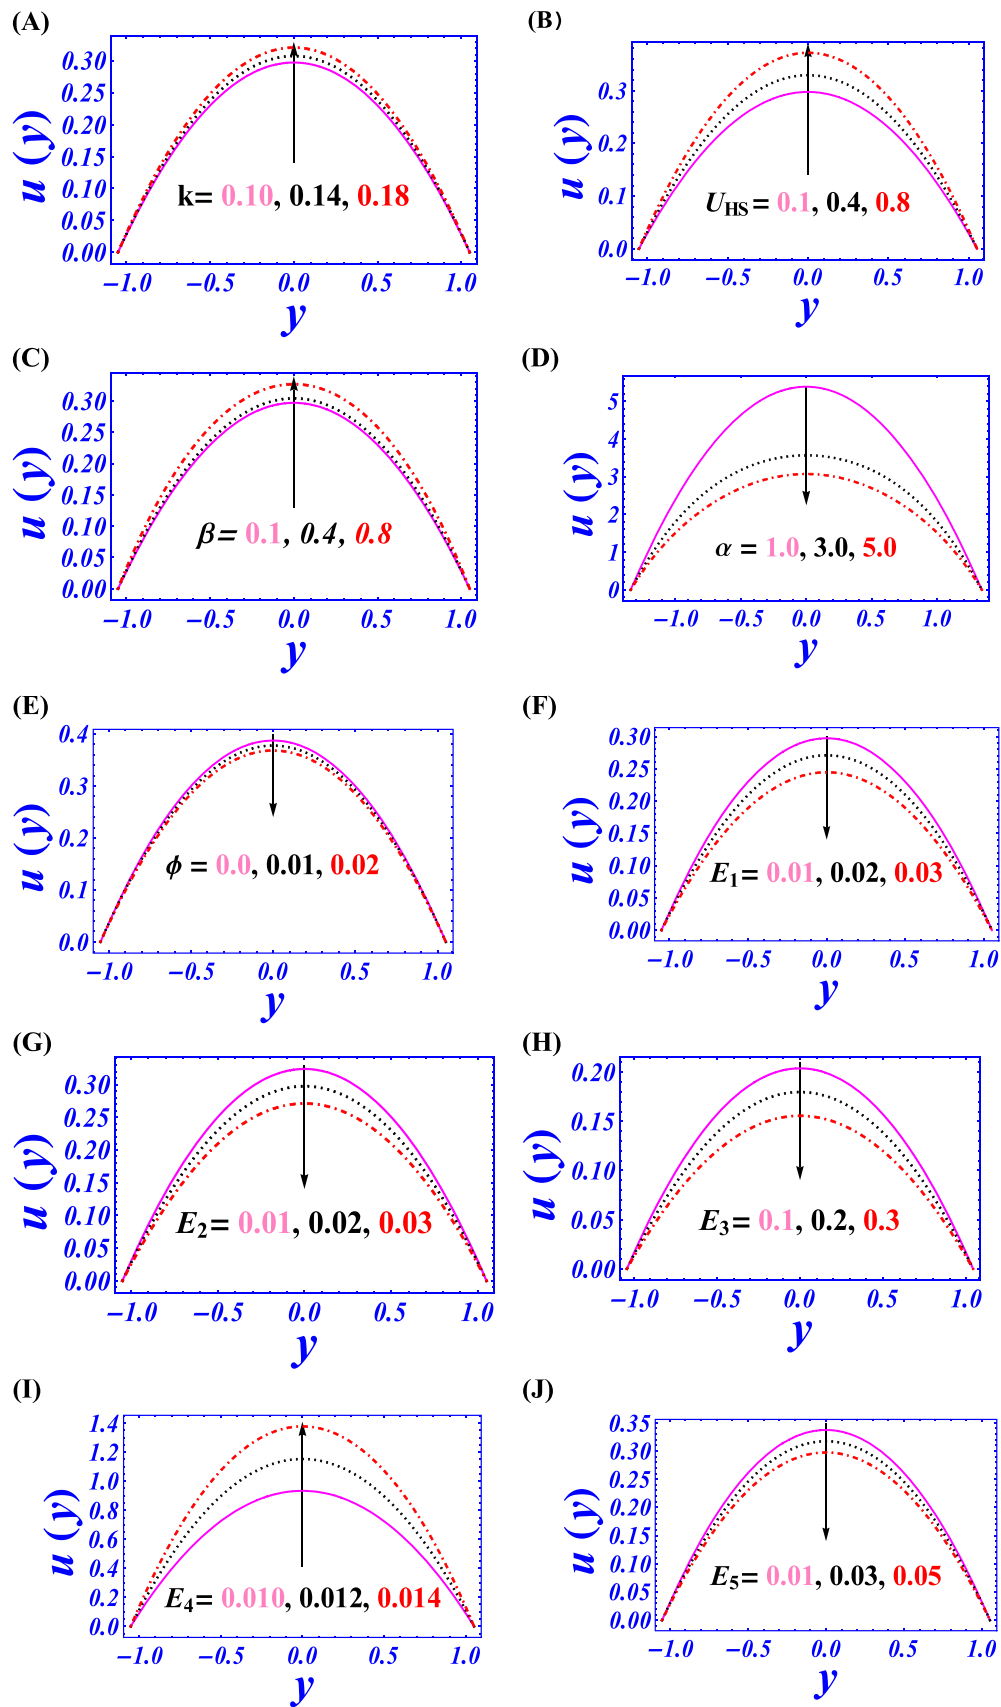 (A)
u (y)
0.30
0.25
0.20
0.15
0.10
0.05
0.00
k= 0.10, 0.14, 0.18
−1.0 −0.5 0.0 0.5 1.0
y
(B)
u (y)
0.3
0.2
0.1
0.0
UHS = 0.1, 0.4, 0.8
−1.0 −0.5 0.0 0.5 1.0
y
(C)
u (y)
0.30
0.25
0.20
0.15
0.10
0.05
0.00
β= 0.1, 0.4, 0.8
−1.0 −0.5 0.0 0.5 1.0
y
(D)
u (y)
5
4
3
2
1
0
α = 1.0, 3.0, 5.0
−1.0 −0.5 0.0 0.5 1.0
y
(E)
u (y)
0.4
0.3
0.2
0.1
0.0
ϕ = 0.0, 0.01, 0.02
−1.0 −0.5 0.0 0.5 1.0
y
(F)
u (y)
0.30
0.25
0.20
0.15
0.10
0.05
0.00
E1= 0.01, 0.02, 0.03
−1.0 −0.5 0.0 0.5 1.0
y
(G)
u (y)
0.30
0.25
0.20
0.15
0.10
0.05
0.00
E2= 0.01, 0.02, 0.03
−1.0 −0.5 0.0 0.5 1.0
y
(H)
u (y)
0.20
0.15
0.10
0.05
0.00
E3= 0.1, 0.2, 0.3
−1.0 −0.5 0.0 0.5 1.0
y
(I)
u (y)
1.4
1.2
1.0
0.8
0.6
0.4
0.2
0.0
E4= 0.010, 0.012, 0.014
−1.0 −0.5 0.0 0.5 1.0
y
(J)
u (y)
0.35
0.30
0.25
0.20
0.15
0.10
0.05
0.00
E5= 0.01, 0.03, 0.05
−1.0 −0.5 0.0 0.5 1.0
y